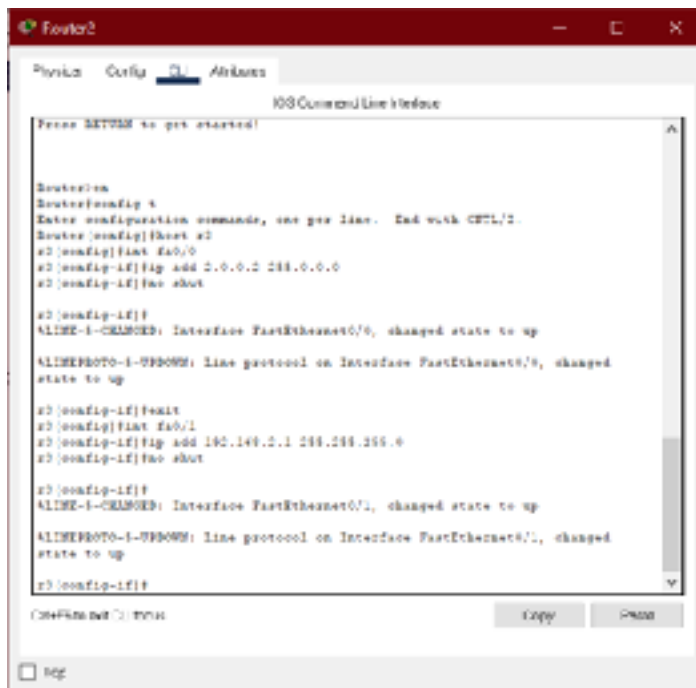 Router2
Physical Config CLI Attributes
IOS Command Line Interface
Press RETURN to get started!
Router>en
Router#config t
Enter configuration commands, one per line. End with CNTL/Z.
Router(config)#host r3
r3(config)#int fa0/0
r3(config-if)#ip add 2.0.0.2 255.0.0.0
r3(config-if)#no shut
r3(config-if)#
%LINK-5-CHANGED: Interface FastEthernet0/0, changed state to up
%LINEPROTO-5-UPDOWN: Line protocol on Interface FastEthernet0/0, changed
state to up
r3(config-if)#exit
r3(config)#int fa0/1
r3(config-if)#ip add 192.168.2.1 255.255.255.0
r3(config-if)#no shut
r3(config-if)#
%LINK-5-CHANGED: Interface FastEthernet0/1, changed state to up
%LINEPROTO-5-UPDOWN: Line protocol on Interface FastEthernet0/1, changed
state to up
r3(config-if)#
Ctrl+F6 to exit CLI focus
Copy Paste
Top